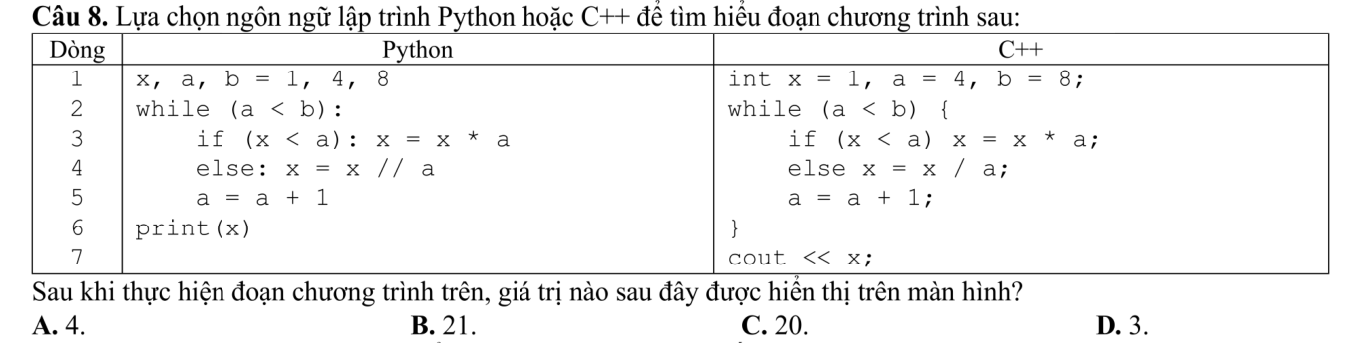 Câu 8. Lựa chọn ngôn ngữ lập trình Python hoặc C++ để tìm hiểu đoạn chương trình sau:
Dòng Python C++
1 x, a, b = 1, 4, 8 int x = 1, a = 4, b = 8;
2 while (a < b): while (a < b) {
3 if (x < a): x = x * a if (x < a) x = x * a;
4 else: x = x // a else x = x / a;
5 a = a + 1 a = a + 1;
6 print(x) }
7 cout << x;
Sau khi thực hiện đoạn chương trình trên, giá trị nào sau đây được hiển thị trên màn hình?
A. 4. B. 21. C. 20. D. 3.